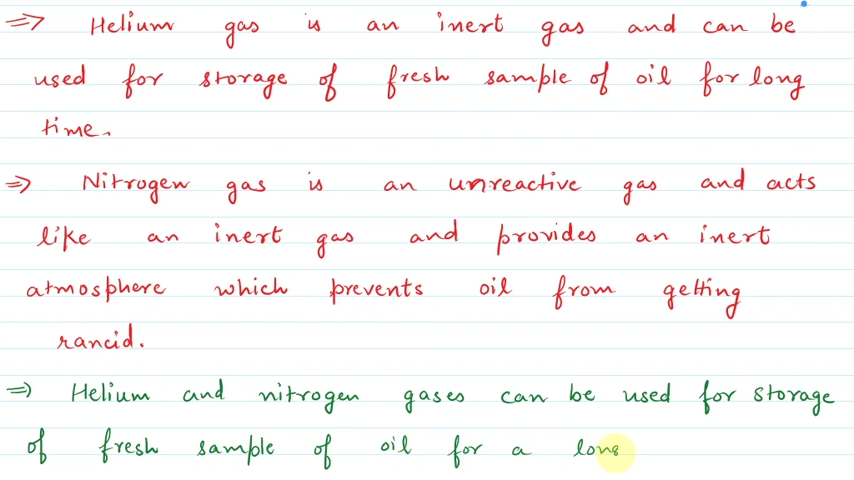 ⇒ Helium gas is an inert gas and can be
used for storage of fresh sample of oil for long
time.
⇒ Nitrogen gas is an unreactive gas and acts
like an inert gas and provides an inert
atmosphere which prevents oil from getting
rancid.
⇒ Helium and nitrogen gases can be used for storage
of fresh sample of oil for a long